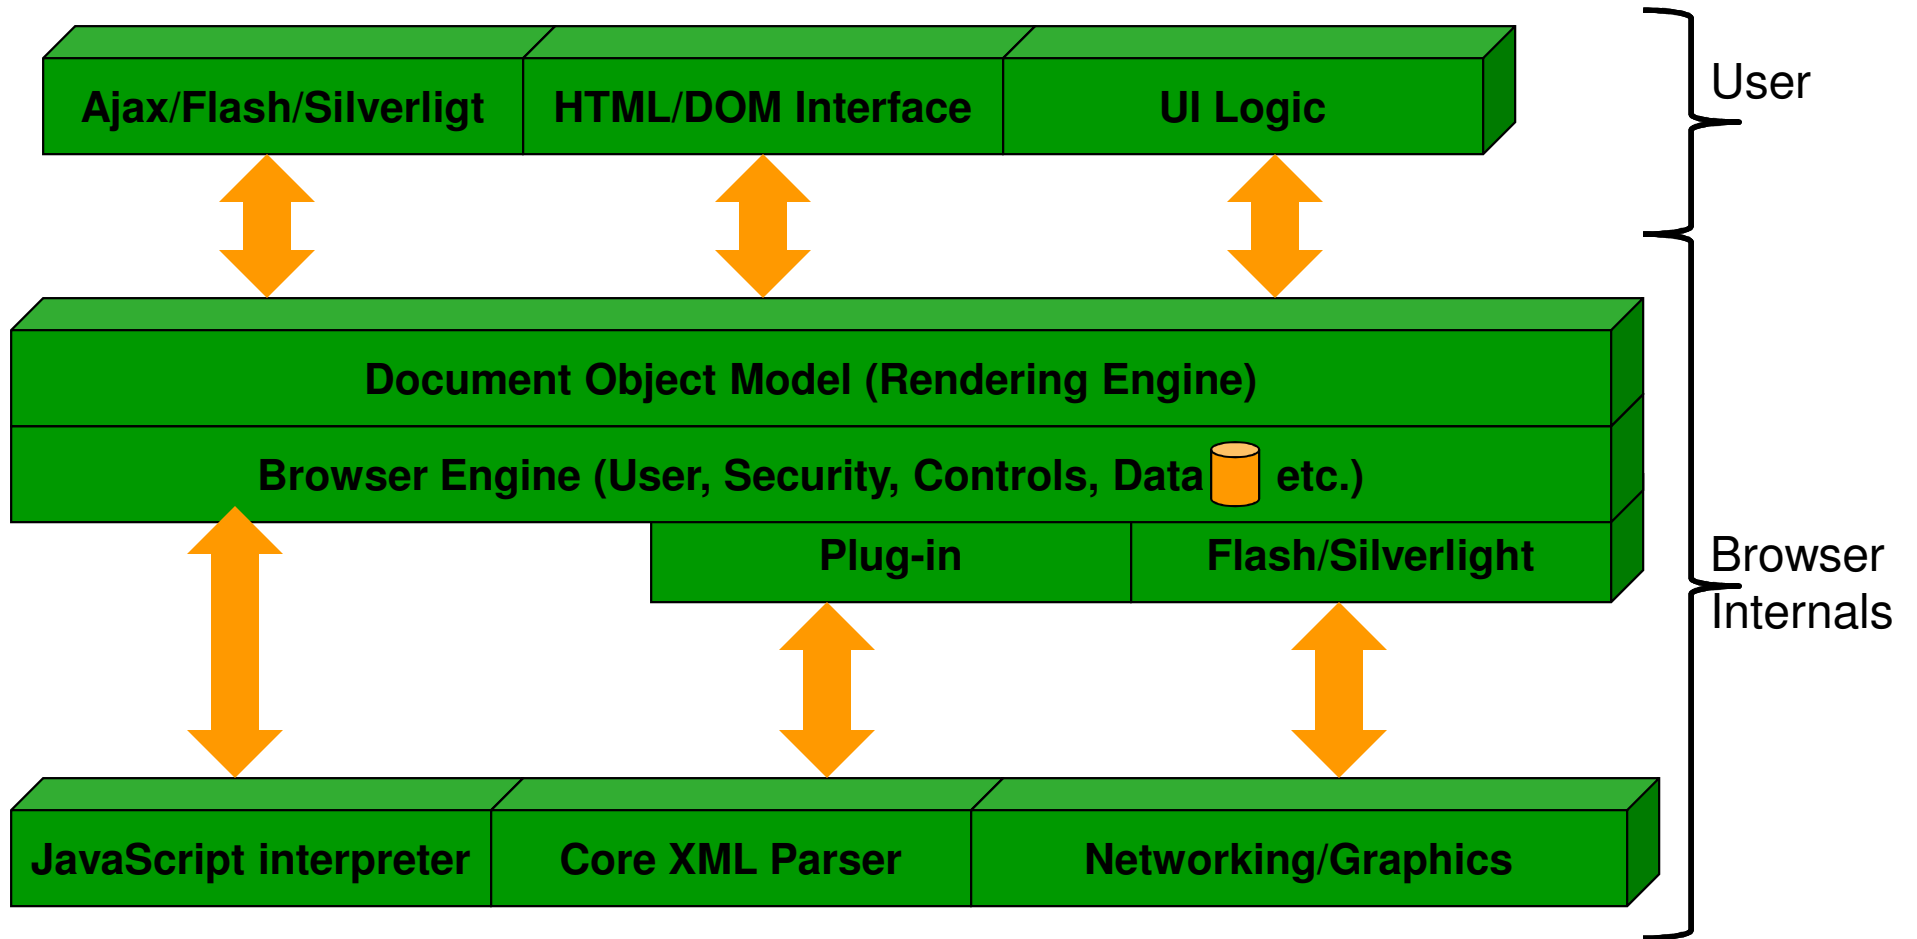 Ajax/Flash/Silverligt
HTML/DOM Interface
UI Logic
User
Document Object Model (Rendering Engine)
Browser Engine (User, Security, Controls, Data etc.)
Plug-in
Flash/Silverlight
Browser
Internals
JavaScript interpreter
Core XML Parser
Networking/Graphics